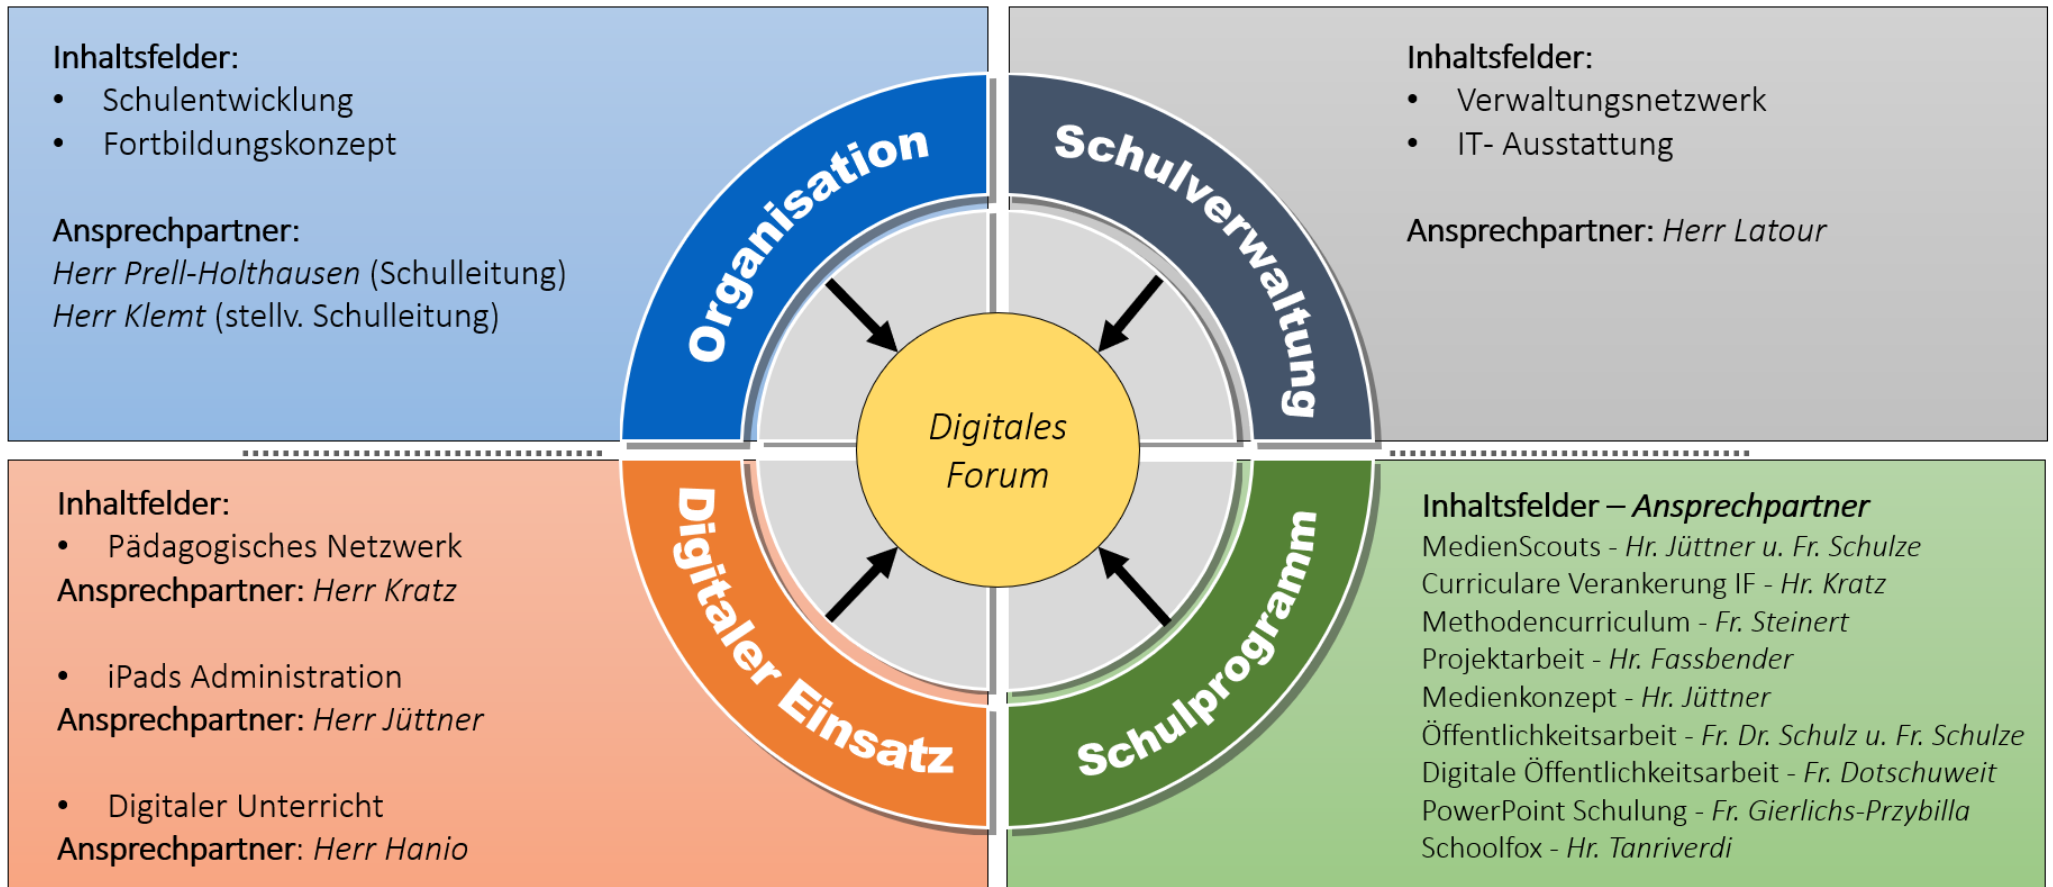 Inhaltsfelder:
• Schulentwicklung
• Fortbildungskonzept
Ansprechpartner:
Herr Prell-Holthausen (Schulleitung)
Herr Klemt (stellv. Schulleitung)
Organisation
Schulverwaltung
Inhaltsfelder:
• Verwaltungsnetzwerk
• IT- Ausstattung
Ansprechpartner: Herr Latour
Digitales
Forum
Inhaltfelder:
• Pädagogisches Netzwerk
Ansprechpartner: Herr Kratz
• iPads Administration
Ansprechpartner: Herr Jüttner
• Digitaler Unterricht
Ansprechpartner: Herr Hanio
Digitaler Einsatz
Schulprogramm
Inhaltsfelder – Ansprechpartner
MedienScouts - Hr. Jüttner u. Fr. Schulze
Curriculare Verankerung IF - Hr. Kratz
Methodencurriculum - Fr. Steinert
Projektarbeit - Hr. Fassbender
Medienkonzept - Hr. Jüttner
Öffentlichkeitsarbeit - Fr. Dr. Schulz u. Fr. Schulze
Digitale Öffentlichkeitsarbeit - Fr. Dotschuweit
PowerPoint Schulung - Fr. Gierlichs-Przybilla
Schoolfox - Hr. Tanriverdi